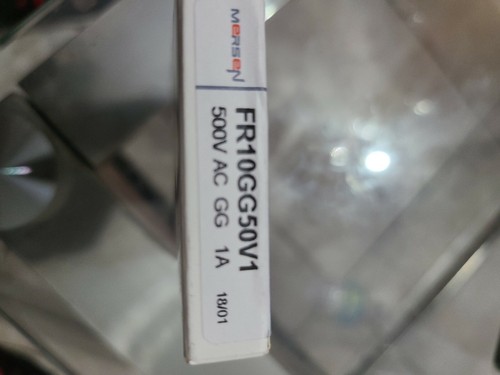 MERSEN
FR10GG50V1
500V AC GG 1A
18/01